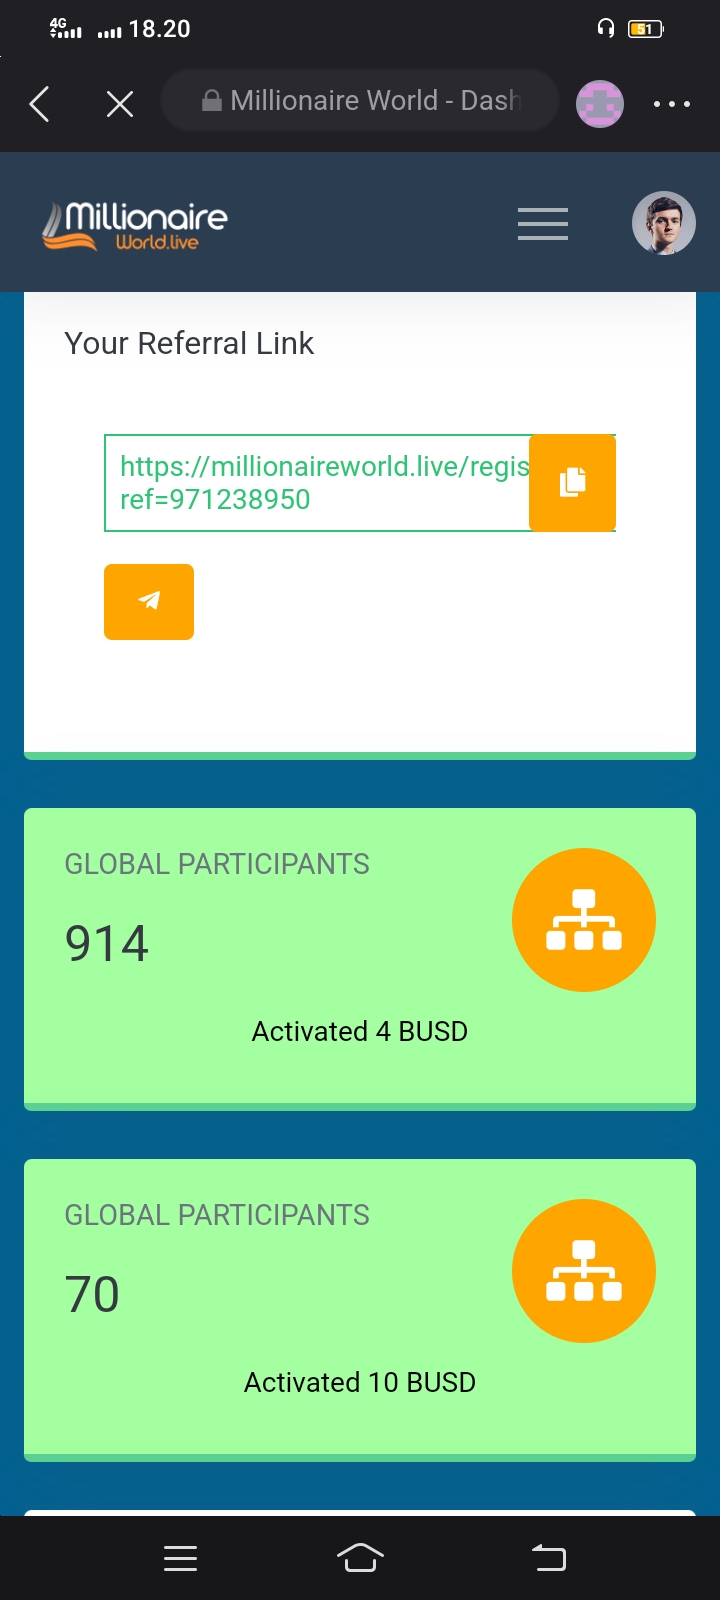 4G 18.20 51
Millionaire World - Dash
Millionaire
World.live
Your Referral Link
https://millionaireworld.live/regis
ref=971238950
GLOBAL PARTICIPANTS
914
Activated 4 BUSD
GLOBAL PARTICIPANTS
70
Activated 10 BUSD